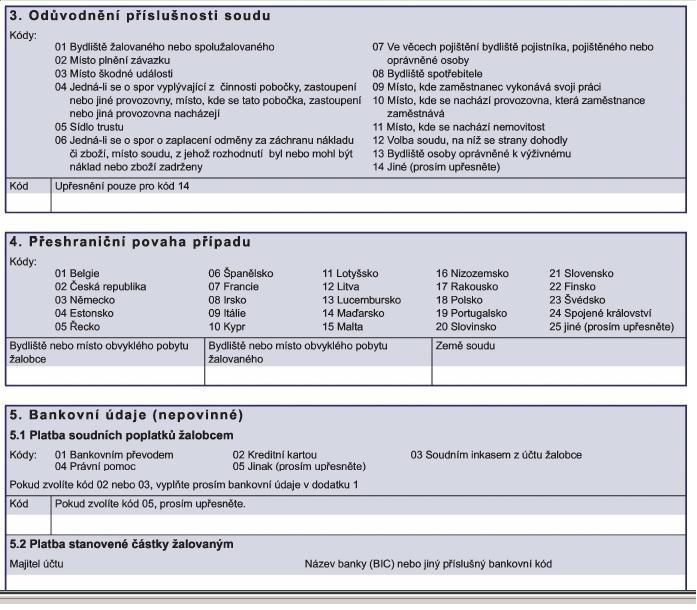 3. Odůvodnění příslušnosti soudu
Kódy:
01 Bydliště žalovaného nebo spolužalovaného
02 Místo plnění závazku
03 Místo škodné události
04 Jedná-li se o spor vyplývající z činnosti pobočky, zastoupení
nebo jiné provozovny, místo, kde se tato pobočka, zastoupení
nebo jiná provozovna nacházejí
05 Sídlo trustu
06 Jedná-li se o spor o zaplacení odměny za záchranu nákladu
či zboží, místo soudu, z jehož rozhodnutí byl nebo mohl být
náklad nebo zboží zadrženy
07 Ve věcech pojištění bydliště pojistníka, pojištěného nebo
oprávněné osoby
08 Bydliště spotřebitele
09 Místo, kde zaměstnanec vykonává svoji práci
10 Místo, kde se nachází provozovna, která zaměstnance
zaměstnává
11 Místo, kde se nachází nemovitost
12 Volba soudu, na níž se strany dohodly
13 Bydliště osoby oprávněné k výživnému
14 Jiné (prosím upřesněte)
Kód Upřesnění pouze pro kód 14
4. Přeshraniční povaha případu
Kódy:
01 Belgie 06 Španělsko 11 Lotyšsko 16 Nizozemsko 21 Slovensko
02 Česká republika 07 Francie 12 Litva 17 Rakousko 22 Finsko
03 Německo 08 Irsko 13 Lucembursko 18 Polsko 23 Švédsko
04 Estonsko 09 Itálie 14 Maďarsko 19 Portugalsko 24 Spojené království
05 Řecko 10 Kypr 15 Malta 20 Slovinsko 25 jiné (prosím upřesněte)
Bydliště nebo místo obvyklého pobytu
žalobce
Bydliště nebo místo obvyklého pobytu
žalovaného
Země soudu
5. Bankovní údaje (nepovinné)
5.1 Platba soudních poplatků žalobcem
Kódy: 01 Bankovním převodem 02 Kreditní kartou 03 Soudním inkasem z účtu žalobce
04 Právní pomoc 05 Jinak (prosím upřesněte)
Pokud zvolíte kód 02 nebo 03, vyplňte prosím bankovní údaje v dodatku 1
Kód Pokud zvolíte kód 05, prosím upřesněte.
5.2 Platba stanovené částky žalovaným
Majitel účtu Název banky (BIC) nebo jiný příslušný bankovní kód